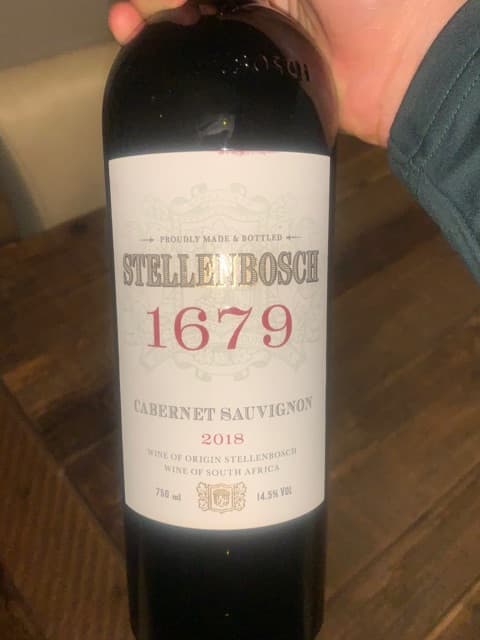 PROUDLY MADE & BOTTLED
STELLENBOSCH
1679
CABERNET SAUVIGNON
2018
WINE OF ORIGIN STELLENBOSCH
WINE OF SOUTH AFRICA
750 ml 14.5% VOL